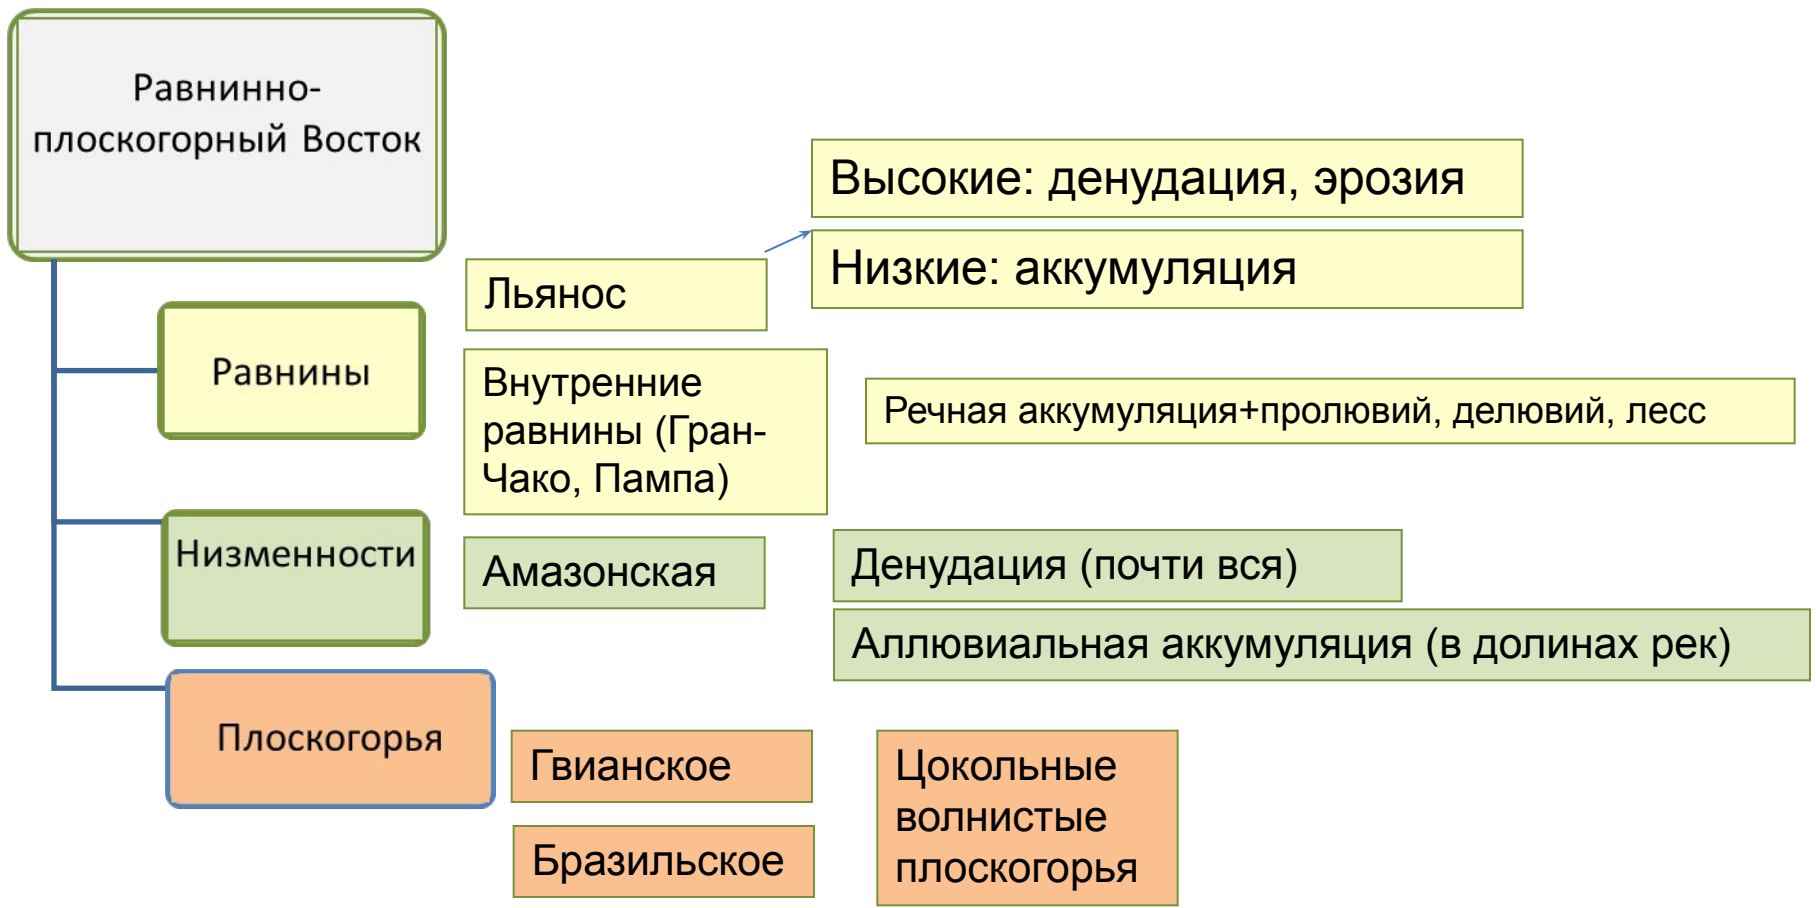 Равнинно-
плоскогорный Восток
Высокие: денудация, эрозия
Низкие: аккумуляция
Льянос
Равнины
Внутренние
равнины (Гран-
Чако, Пампа)
Речная аккумуляция+пролювий, делювий, лесс
Низменности
Амазонская
Денудация (почти вся)
Аллювиальная аккумуляция (в долинах рек)
Плоскогорья
Гвианское
Бразильское
Цокольные
волнистые
плоскогорья